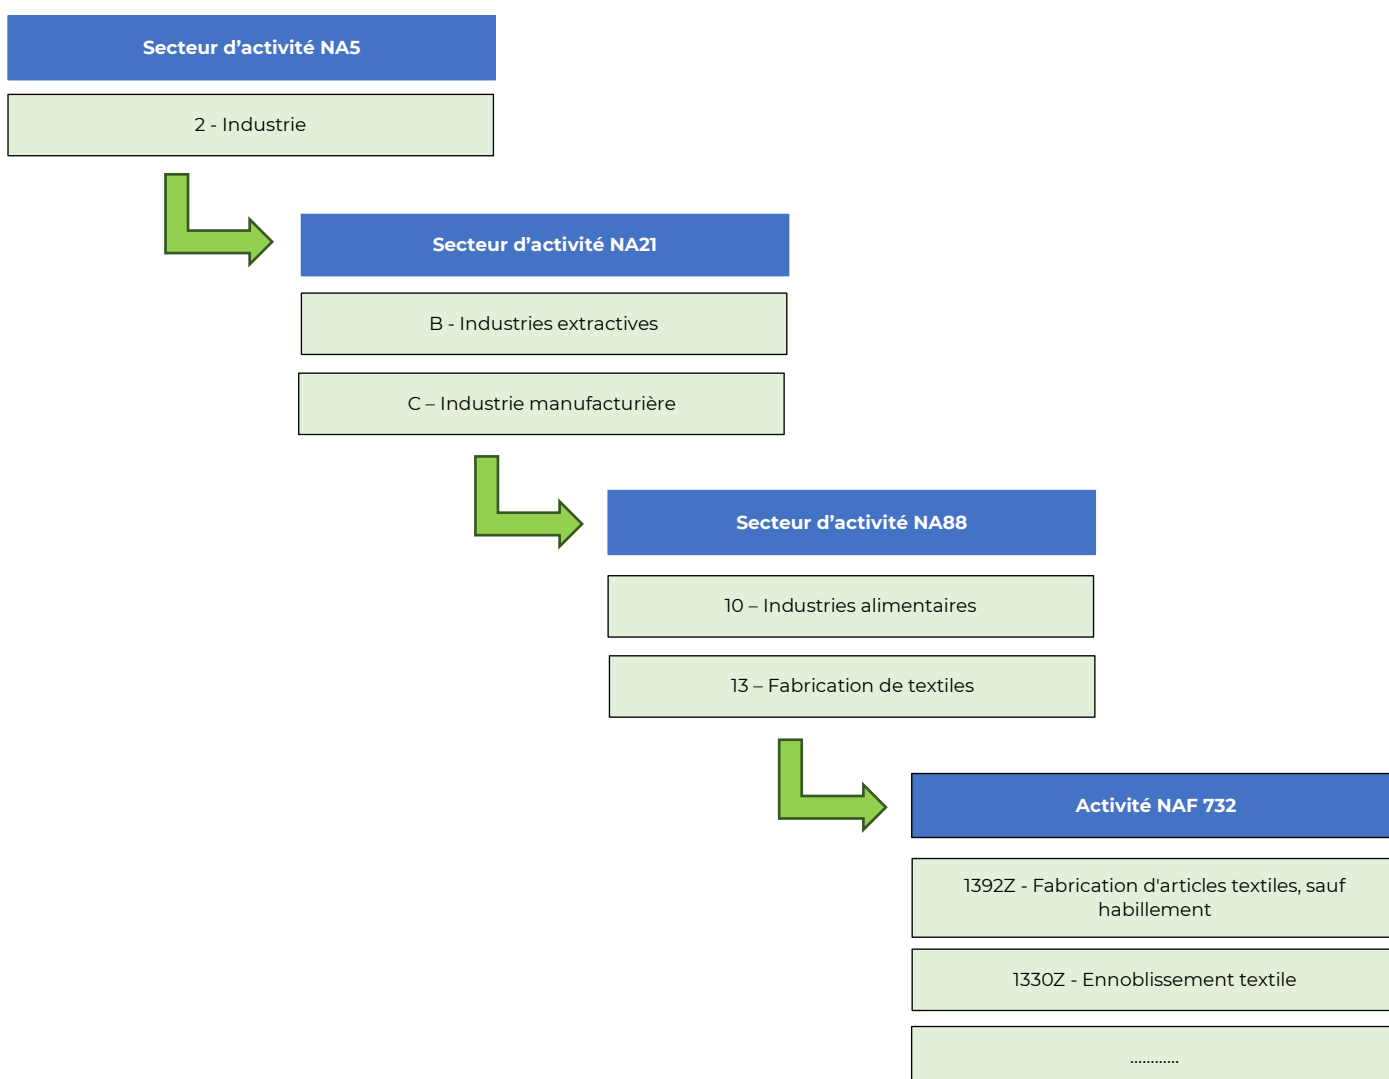 Secteur d’activité NA5
2 - Industrie
Secteur d’activité NA21
B - Industries extractives
C – Industrie manufacturière
Secteur d’activité NA88
10 – Industries alimentaires
13 – Fabrication de textiles
Activité NAF 732
1392Z - Fabrication d'articles textiles, sauf
habillement
1330Z - Ennoblissement textile
............